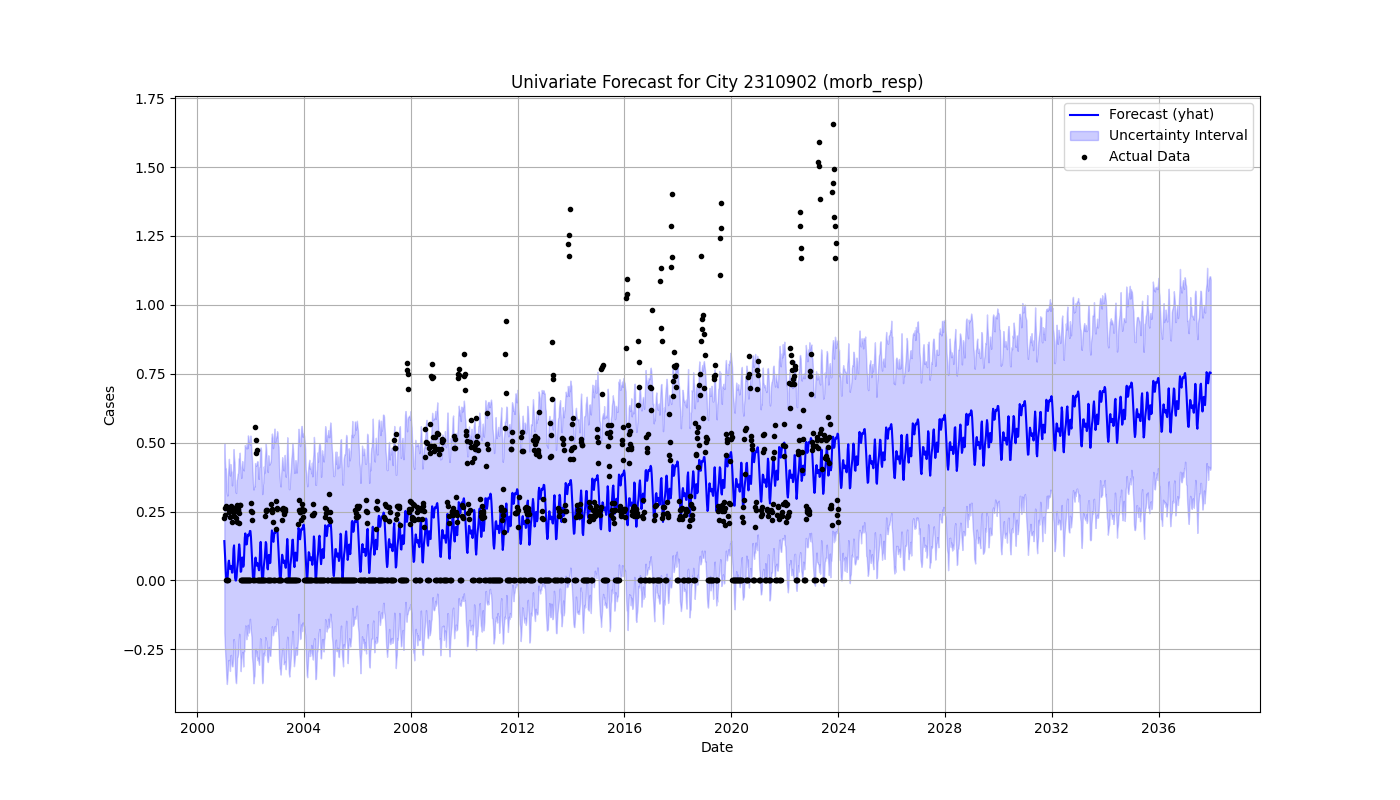 Univariate Forecast for City 2310902 (morb_resp)
Forecast (yhat)
Uncertainty Interval
Actual Data
Cases
1.75
1.50
1.25
1.00
0.75
0.50
0.25
0.00
−0.25
2000 2004 2008 2012 2016 2020 2024 2028 2032 2036
Date